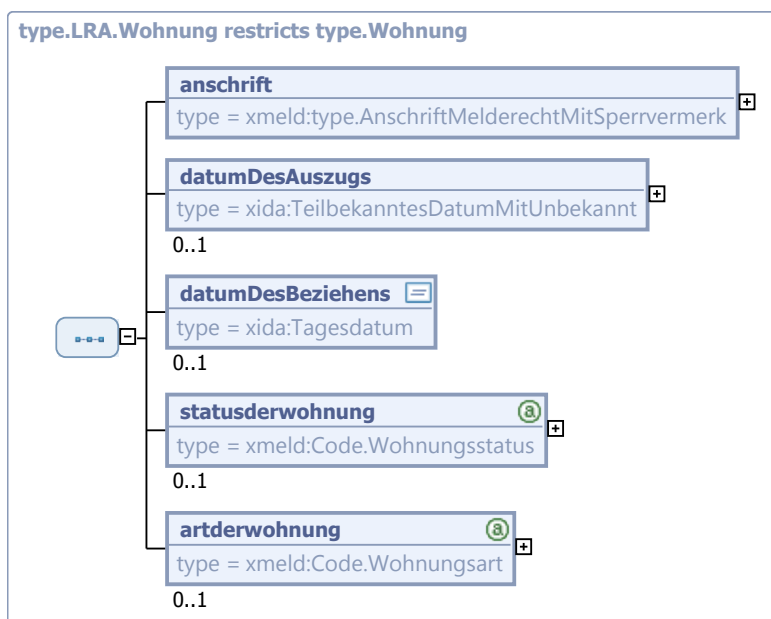 type.LRA.Wohnung restricts type.Wohnung
anschrift
type = xmeld:type.AnschriftMelderechtMitSperrvermerk
datumDesAuszugs
type = xida:TeilbekanntesDatumMitUnbekannt
0..1
datumDesBeziehens
type = xida:Tagesdatum
0..1
statusderwohnung
type = xmeld:Code.Wohnungsstatus
0..1
artderwohnung
type = xmeld:Code.Wohnungsart
0..1